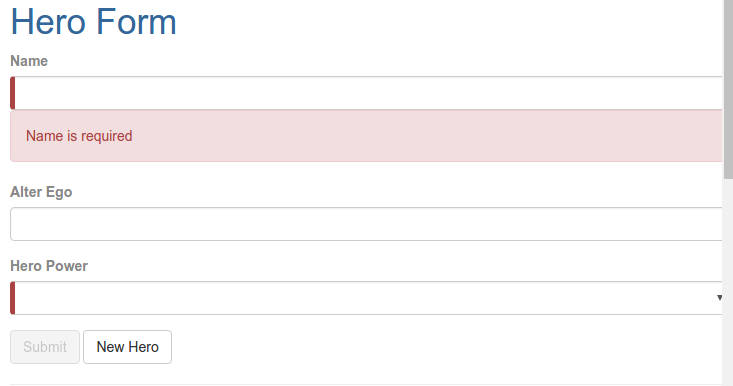 Hero Form
Name
Name is required
Alter Ego
Hero Power
Submit New Hero